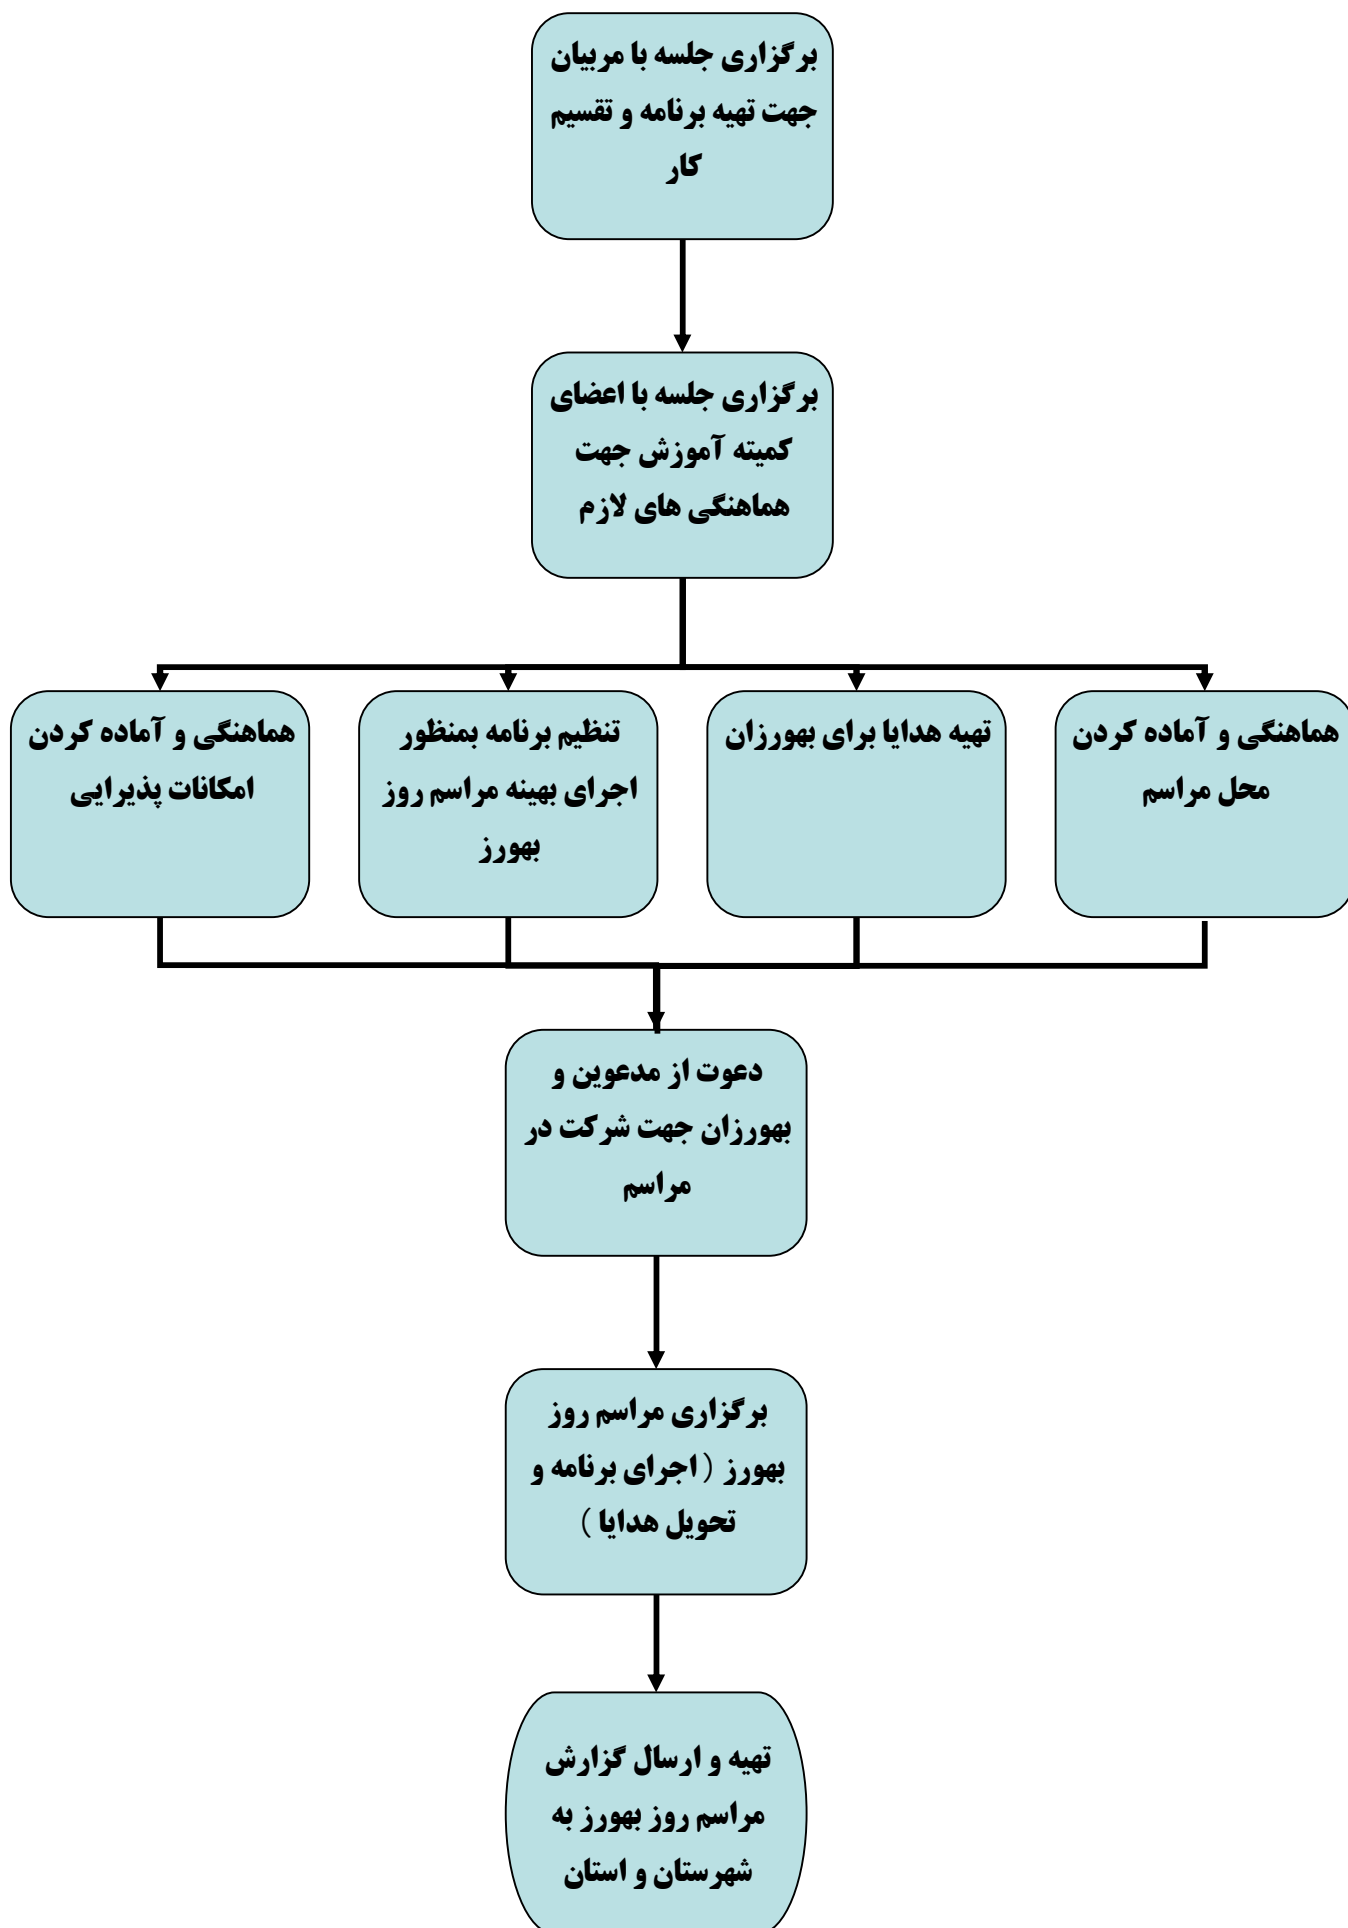 برگزاری جلسه با مربیان
جهت تهیه برنامه و تقسیم
کار
برگزاری جلسه با اعضای
کمیته آموزش جهت
هماهنگی های لازم
هماهنگی و آماده کردن
محل مراسم
تهیه هدایا برای بهورزان
تنظیم برنامه بمنظور
اجرای بهینه مراسم روز
بهورز
هماهنگی و آماده کردن
امکانات پذیرایی
دعوت از مدعوین و
بهورزان جهت شرکت در
مراسم
برگزاری مراسم روز
بهورز ( اجرای برنامه و
تحویل هدایا )
تهیه و ارسال گزارش
مراسم روز بهورز به
شهرستان و استان